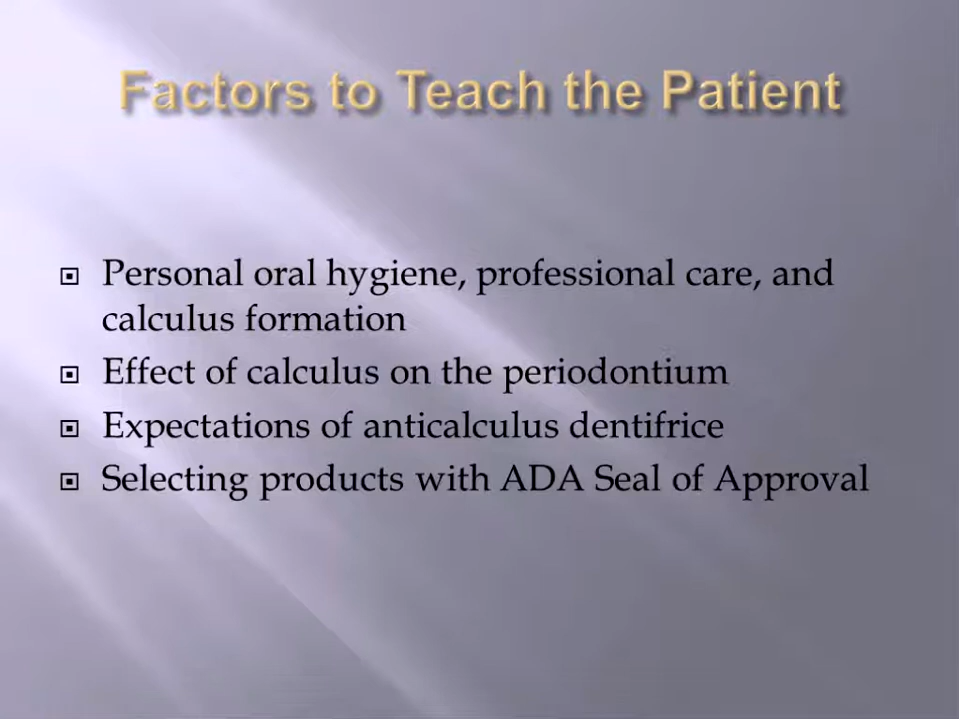 Factors to Teach the Patient
Personal oral hygiene, professional care, and
calculus formation
Effect of calculus on the periodontium
Expectations of anticalculus dentifrice
Selecting products with ADA Seal of Approval